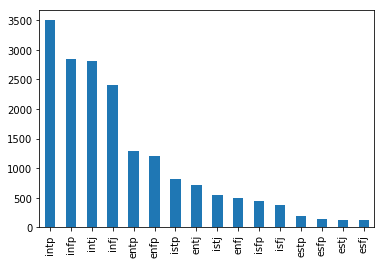 3500
3000
2500
2000
1500
1000
500
0
intp
infp
intj
infj
entp
enfp
istp
entj
istj
enfj
isfp
isfj
estp
esfp
estj
esfj